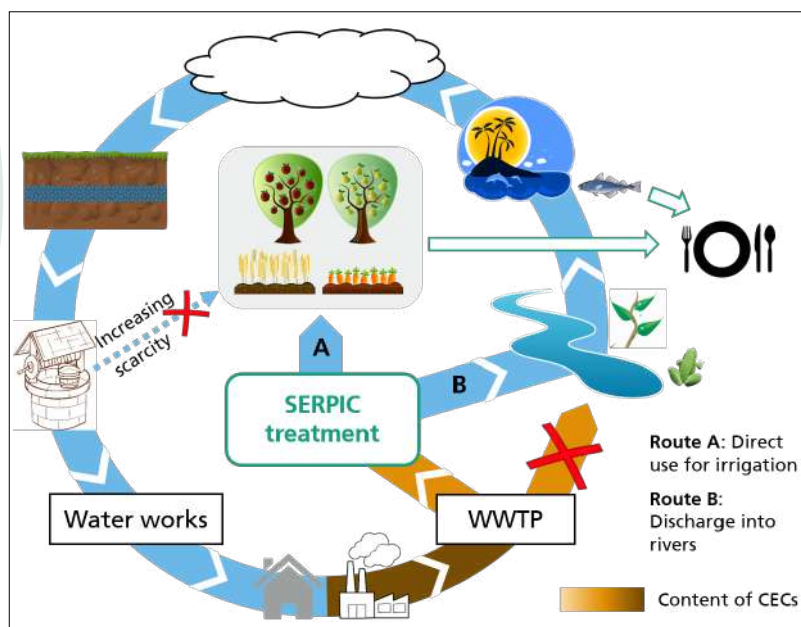 Increasing
scarcity
A
B
SERPIC
treatment
Route A: Direct
use for irrigation
Route B:
Discharge into
rivers
Water works
WWTP
Content of CECs